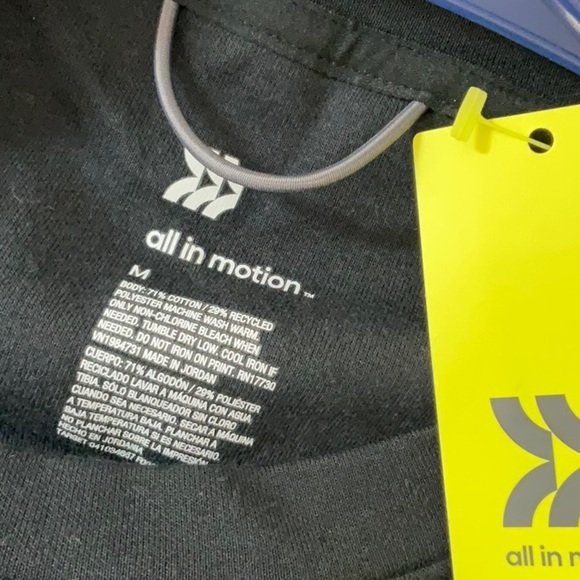 all in motion™
M
BODY: 71% COTTON / 29% RECYCLED
POLYESTER MACHINE WASH WARM.
ONLY NON-CHLORINE BLEACH WHEN
NEEDED. TUMBLE DRY LOW. COOL IRON IF
NEEDED. DO NOT IRON ON PRINT. RN17730
VN1984731 MADE IN JORDAN
CUERPO: 71% ALGODÓN / 29% POLIÉSTER
RECICLADO LAVAR A MÁQUINA CON AGUA
TIBIA, SÓLO BLANQUEADOR SIN CLORO
CUANDO SEA NECESARIO. SECAR A MÁQUINA
A TEMPERATURA BAJA, PLANCHAR A
BAJA TEMPERATURA SI ES NECESARIO.
NO PLANCHAR SOBRE LA IMPRESIÓN
HECHO EN JORDANIA
all in m